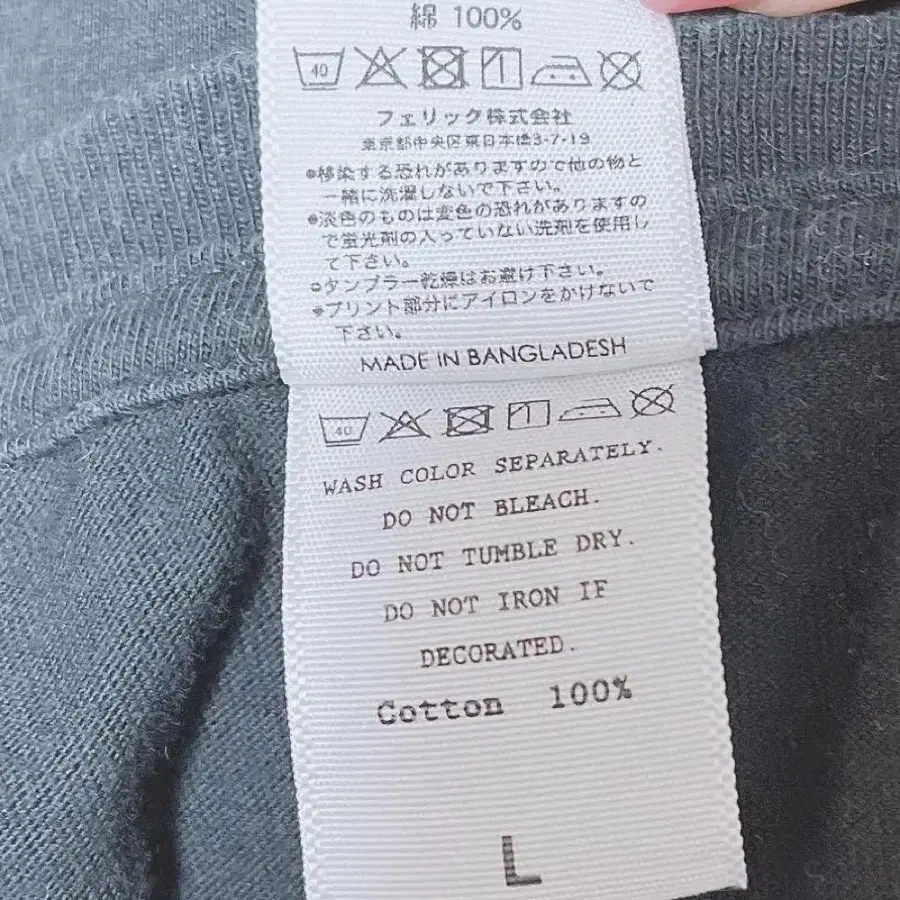 綿 100%
40
フェリック株式会社
東京都中央区東日本橋3-7-19
●移染する恐れがありますので他の物と
一緒に洗濯しないで下さい。
●淡色のものは変色の恐れがありますの
で蛍光剤の入っていない洗剤を使用し
て下さい。
●タンブラー乾燥はお避け下さい。
●プリント部分にアイロンをかけないで
下さい。
MADE IN BANGLADESH
40
WASH COLOR SEPARATELY.
DO NOT BLEACH.
DO NOT TUMBLE DRY.
DO NOT IRON IF
DECORATED.
Cotton 100%
L